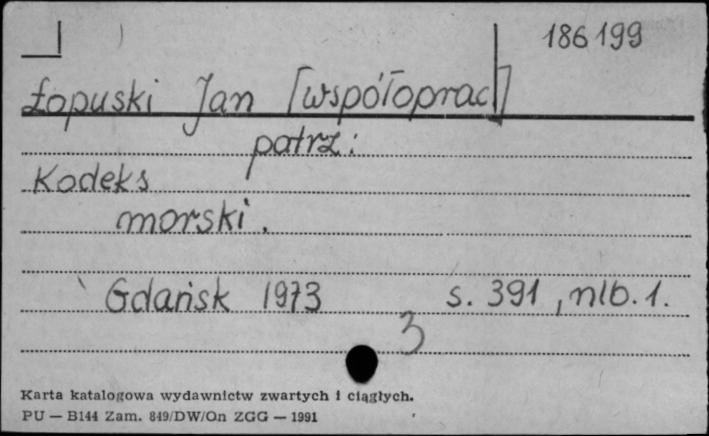 186199
Łopuski Jan [współoprac]
patrz:
Kodeks
morski.
Gdańsk 1973 s. 391, nlb. 1.
3
Karta katalogowa wydawnictw zwartych i ciągłych.
PU — B144 Zam. 849/DW/On ZGG — 1991